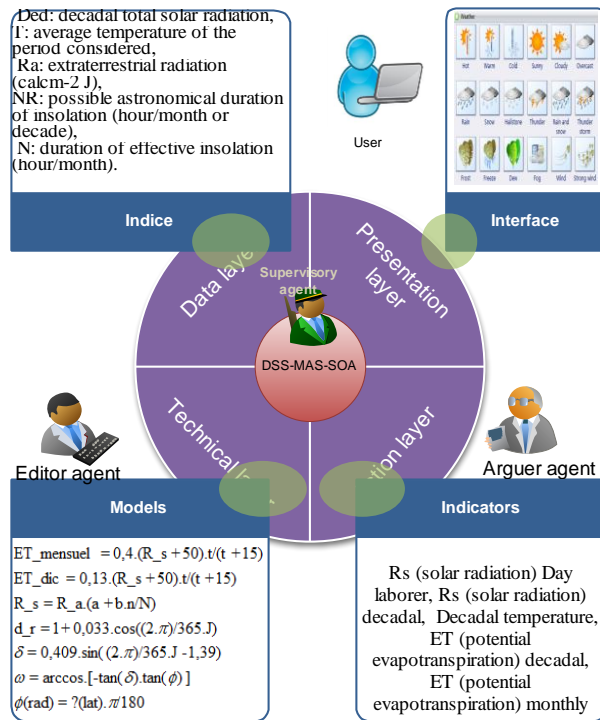 Ded: decadal total solar radiation,
T: average temperature of the
period considered,
Ra: extraterrestrial radiation
(calcm-2 J),
NR: possible astronomical duration
of insolation (hour/month or
decade),
N: duration of effective insolation
(hour/month).
Indice
User
Weather
Hot
Warm
Cold
Sunny
Cloudy
Overcast
Rain
Snow
Hailstone
Thunder
Rain and
snow
Thunder
storm
Frost
Freeze
Dew
Fog
Wind
Strong wind
Interface
Data laye
Presentation
layer
Supervisory
agent
DSS-MAS-SOA
Technical la
tion layer
Editor agent
Arguer agent
Models
ET_mensuel = 0,4.(R_s +50).t/(t +15)
ET_dic = 0,13.(R_s +50).t/(t +15)
R_s = R_a.(a + b.n/N)
d_r = 1+ 0,033.cos((2.π)/365.J)
δ = 0,409.sin( (2.π)/365.J -1,39)
ω = arccos.[-tan(δ).tan(ϕ) ]
ϕ(rad) = ?(lat).π/180
Indicators
Rs (solar radiation) Day
laborer, Rs (solar radiation)
decadal, Decadal temperature,
ET (potential
evapotranspiration) decadal,
ET (potential
evapotranspiration) monthly